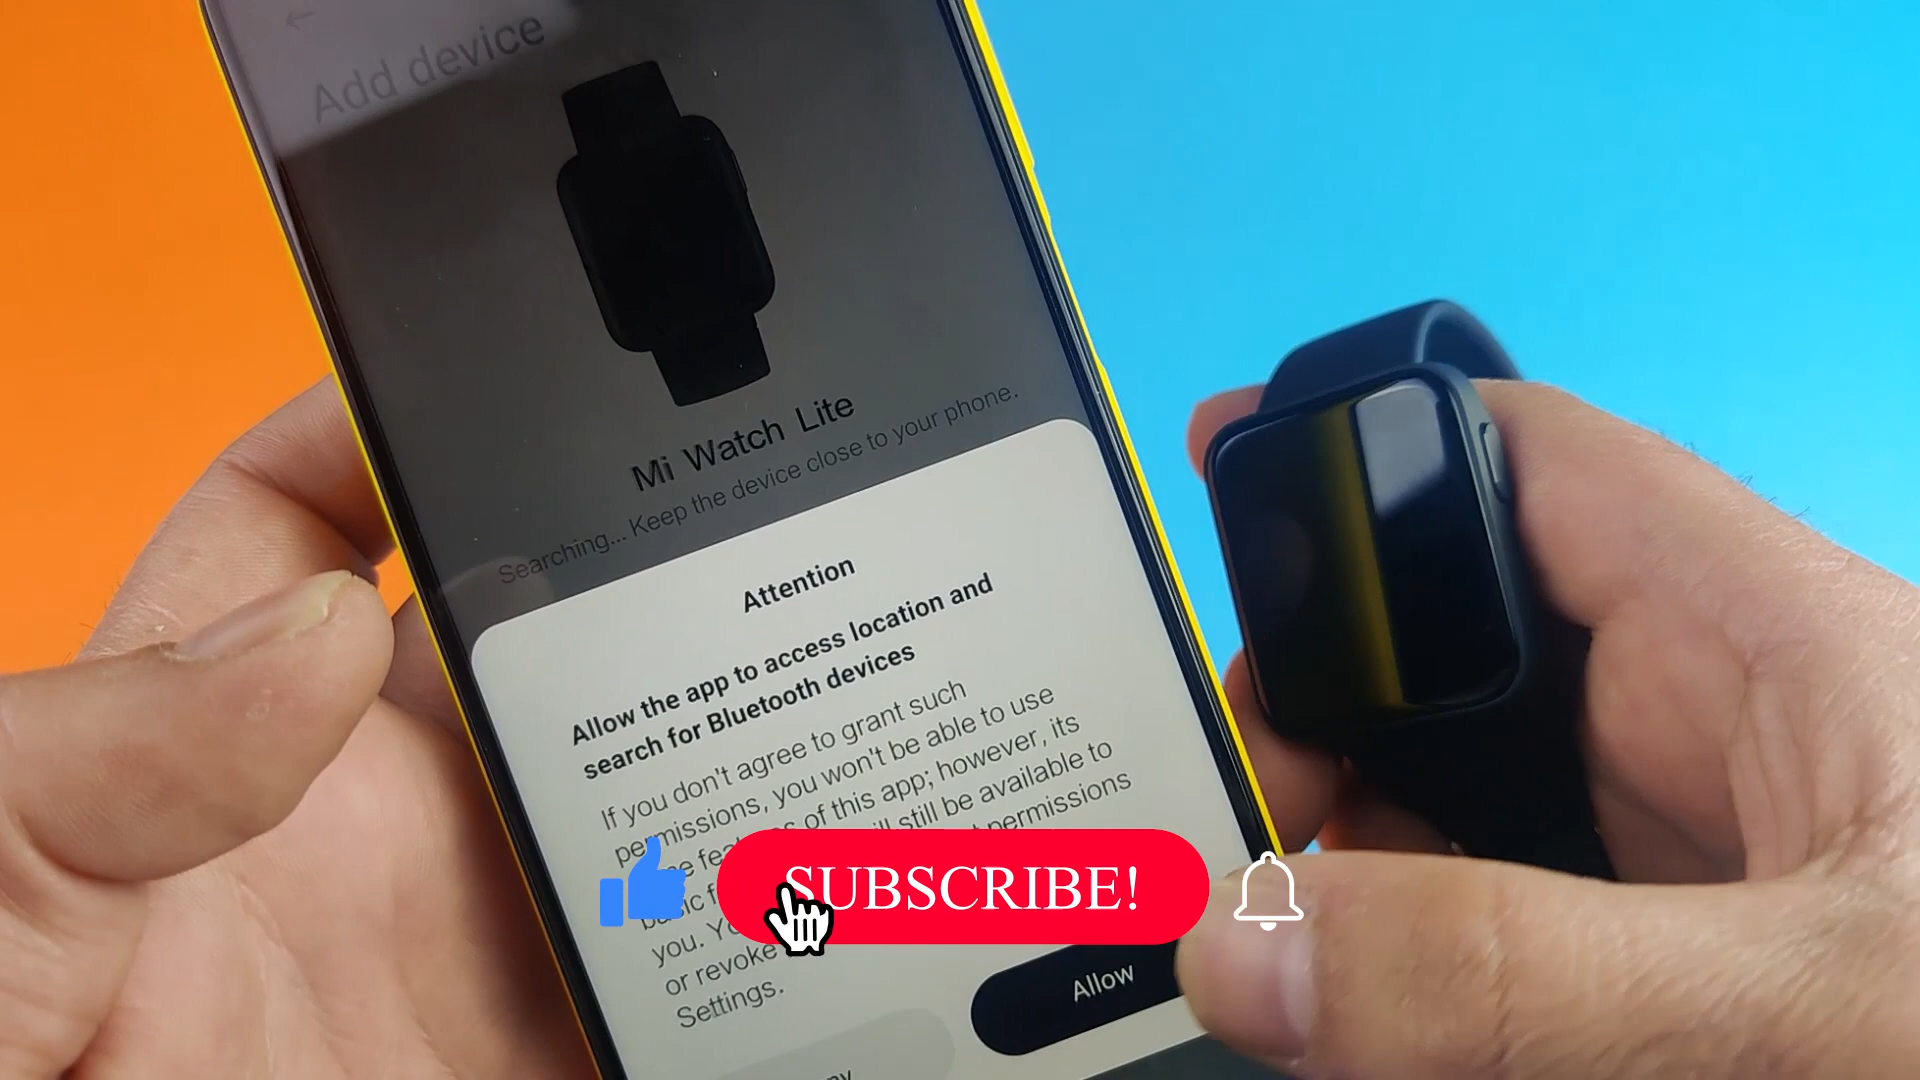 Add device
Mi Watch Lite
Searching... Keep the device close to your phone.
Attention
Allow the app to access location and
search for Bluetooth devices
If you don't agree to grant such
permissions, you won't be able to use
of this app; however, its
still be available to
permissions
you.
or revoke
Settings.
SUBSCRIBE!
Allow